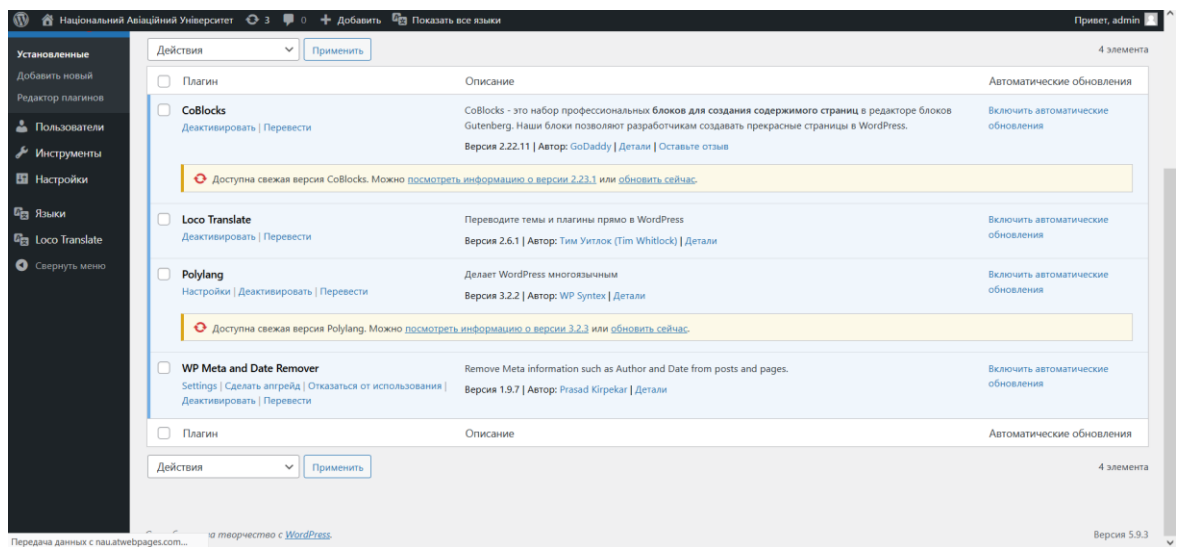 Національний Авіаційний Університет 3 0 + Добавить Показать все языки Привет, admin
Установленные
Добавить новый
Редактор плагинов
Пользователи
Инструменты
Настройки
Языки
Loco Translate
Свернуть меню
Действия Применить 4 элемента
Плагин Описание Автоматические обновления
CoBlocks
Деактивировать | Перевести
CoBlocks - это набор профессиональных блоков для создания содержимого страниц в редакторе блоков
Gutenberg. Наши блоки позволяют разработчикам создавать прекрасные страницы в WordPress.
Версия 2.22.11 | Автор: GoDaddy | Детали | Оставьте отзыв
Включить автоматические
обновления
Доступна свежая версия CoBlocks. Можно посмотреть информацию о версии 2.23.1 или обновить сейчас.
Loco Translate
Деактивировать | Перевести
Переводите темы и плагины прямо в WordPress
Версия 2.6.1 | Автор: Тим Уитлок (Tim Whitlock) | Детали
Включить автоматические
обновления
Polylang
Настройки | Деактивировать | Перевести
Делает WordPress многоязычным
Версия 3.2.2 | Автор: WP Syntex | Детали
Включить автоматические
обновления
Доступна свежая версия Polylang. Можно посмотреть информацию о версии 3.2.3 или обновить сейчас.
WP Meta and Date Remover
Settings | Сделать апгрейд | Отказаться от использования |
Деактивировать | Перевести
Remove Meta information such as Author and Date from posts and pages.
Версия 1.9.7 | Автор: Prasad Kirpekar | Детали
Включить автоматические
обновления
Плагин Описание Автоматические обновления
Действия Применить 4 элемента
творчество с WordPress. Версия 5.9.3
Передача данных с nau.atwebpages.com...